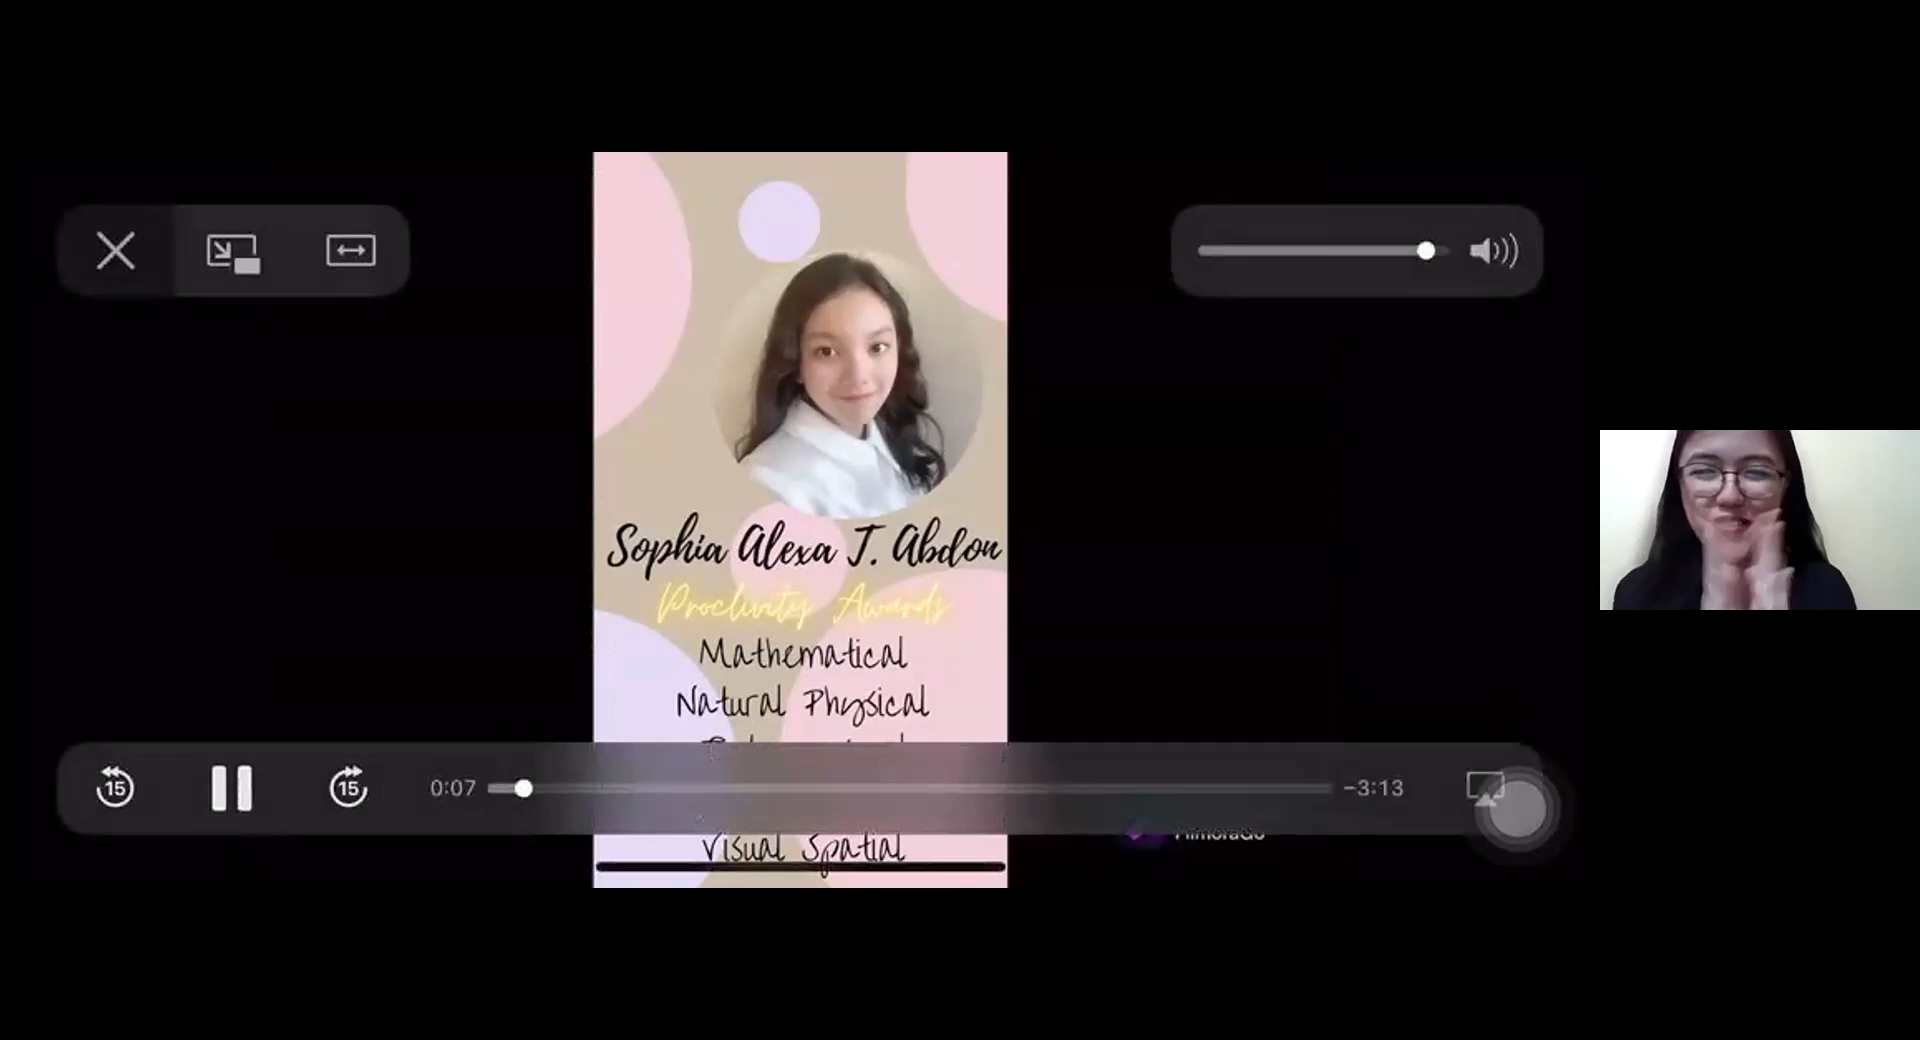 Sophia Alexa T. Abdon
Proclivity Awards
Mathematical
Natural Physical
15
15
0:07
-3:13
Visual Spatial